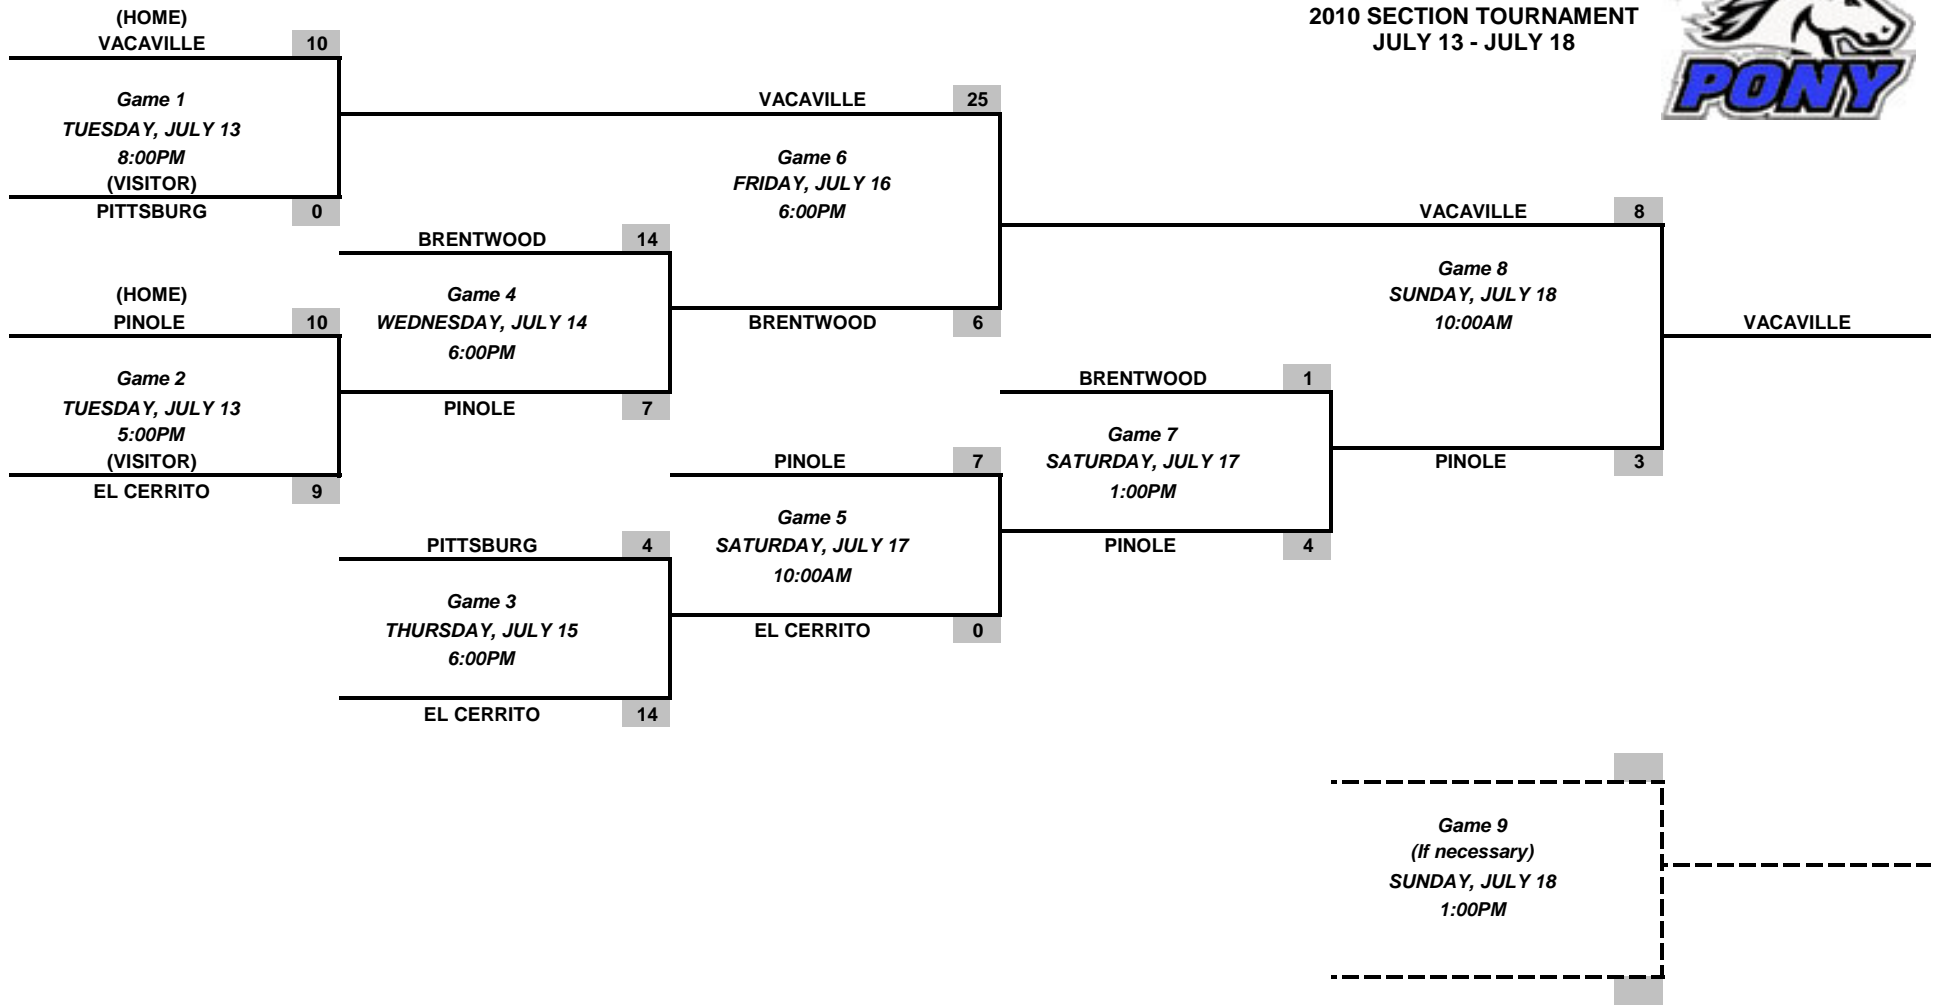 2010 SECTION TOURNAMENT
JULY 13 - JULY 18
PONY
(HOME)
VACAVILLE 10
Game 1
TUESDAY, JULY 13
8:00PM
(VISITOR)
PITTSBURG 0
(HOME)
PINOLE 10
Game 2
TUESDAY, JULY 13
5:00PM
(VISITOR)
EL CERRITO 9
BRENTWOOD 14
Game 4
WEDNESDAY, JULY 14
6:00PM
PINOLE 7
PITTSBURG 4
Game 3
THURSDAY, JULY 15
6:00PM
EL CERRITO 14
VACAVILLE 25
Game 6
FRIDAY, JULY 16
6:00PM
BRENTWOOD 6
PINOLE 7
Game 5
SATURDAY, JULY 17
10:00AM
EL CERRITO 0
BRENTWOOD 1
Game 7
SATURDAY, JULY 17
1:00PM
PINOLE 4
VACAVILLE 8
Game 8
SUNDAY, JULY 18
10:00AM
PINOLE 3
VACAVILLE
Game 9
(If necessary)
SUNDAY, JULY 18
1:00PM